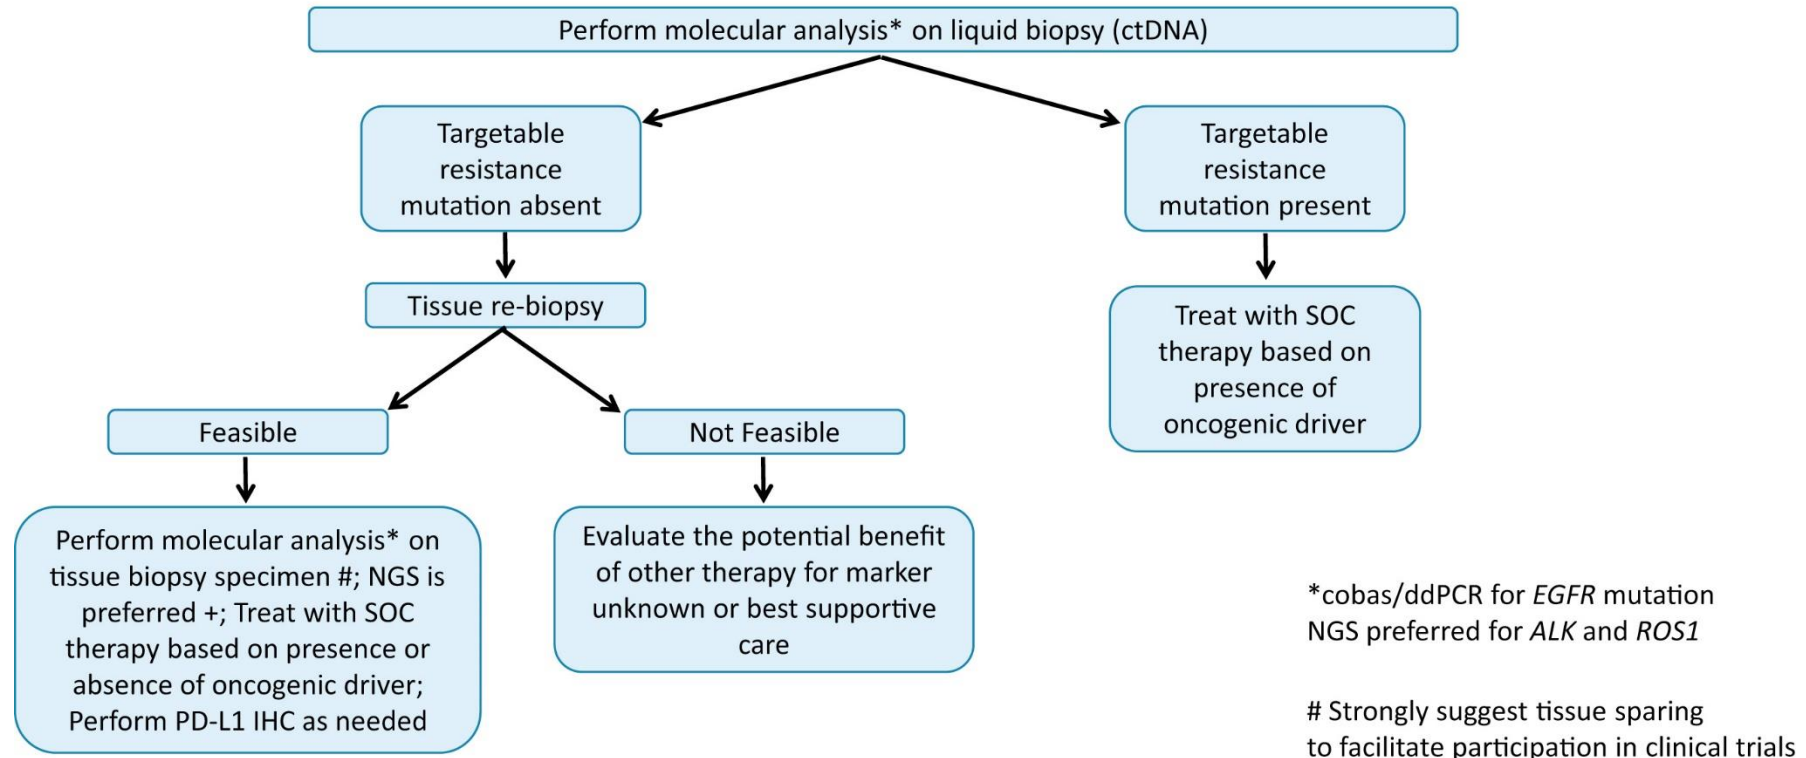 Perform molecular analysis* on liquid biopsy (ctDNA)
Targetable
resistance
mutation absent
Targetable
resistance
mutation present
Tissue re-biopsy
Treat with SOC
therapy based on
presence of
oncogenic driver
Feasible
Not Feasible
Perform molecular analysis* on
tissue biopsy specimen #; NGS is
preferred +; Treat with SOC
therapy based on presence or
absence of oncogenic driver;
Perform PD-L1 IHC as needed
Evaluate the potential benefit
of other therapy for marker
unknown or best supportive
care
*cobas/ddPCR for EGFR mutation
NGS preferred for ALK and ROS1
# Strongly suggest tissue sparing
to facilitate participation in clinical trials